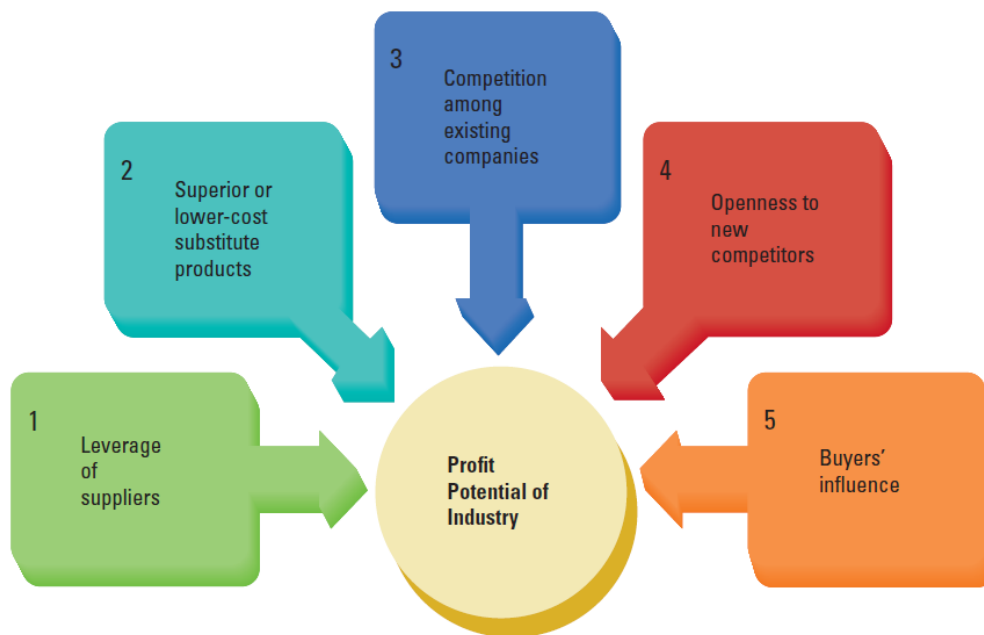 1
Leverage
of
suppliers
2
Superior or
lower-cost
substitute
products
3
Competition
among
existing
companies
4
Openness to
new
competitors
5
Buyers'
influence
Profit
Potential of
Industry